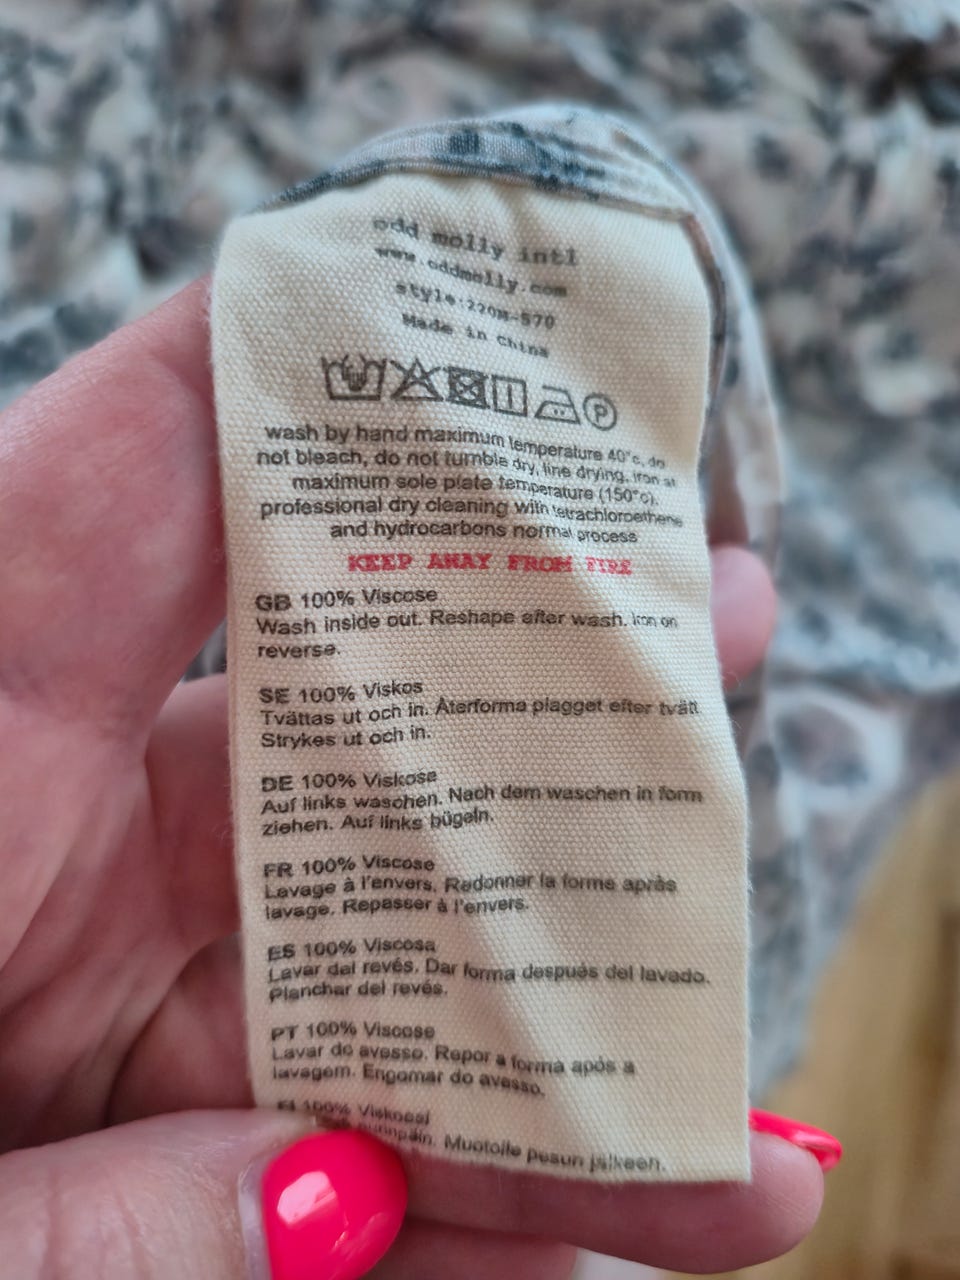 odd molly intl
www.oddmolly.com
style:220M-570
Made in China
P
wash by hand maximum temperature 40°c, do
not bleach, do not tumble dry, line drying, iron at
maximum sole plate temperature (150°c),
professional dry cleaning with tetrachloroethene
and hydrocarbons normal process
KEEP AWAY FROM FIRE
GB 100% Viscose
Wash inside out. Reshape after wash. Iron on
reverse.
SE 100% Viskos
Tvättas ut och in. Återforma plagget efter tvätt.
Strykes ut och in.
DE 100% Viskose
Auf links waschen. Nach dem waschen in form
ziehen. Auf links bügeln.
FR 100% Viscose
Lavage à l'envers. Redonner la forme après
lavage. Repasser à l'envers.
ES 100% Viscosa
Lavar del revés. Dar forma después del lavado.
Planchar del revés.
PT 100% Viscose
Lavar do avesso. Repor a forma após a
lavagem. Engomar do avesso.
FI 100% Viskoosi
nurinpäin. Muotoile pesun jälkeen.